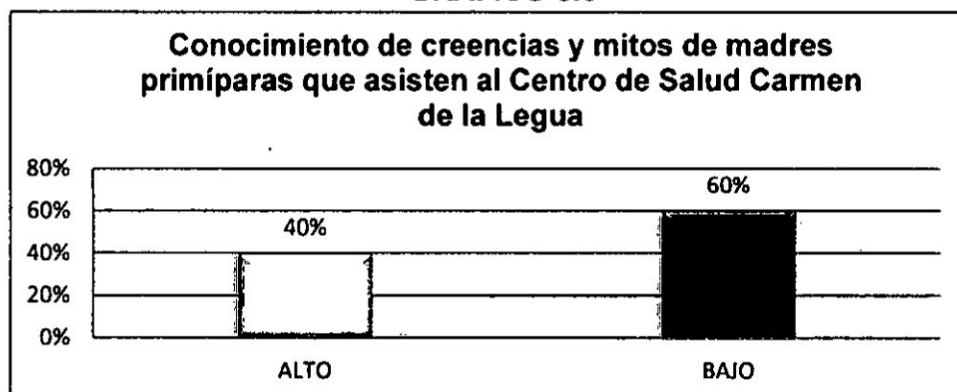 Conocimiento de creencias y mitos de madres
primíparas que asisten al Centro de Salud Carmen
de la Legua
80%
60%
40%
20%
0%
40%
60%
ALTO
BAJO